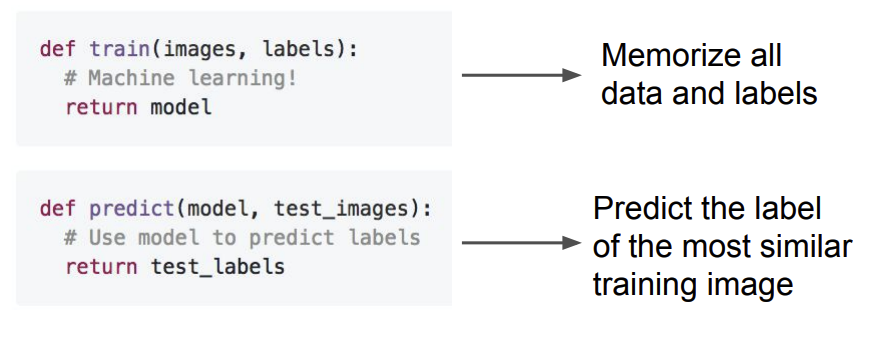 def train(images, labels):
# Machine learning!
return model
Memorize all
data and labels
def predict(model, test_images):
# Use model to predict labels
return test_labels
Predict the label
of the most similar
training image